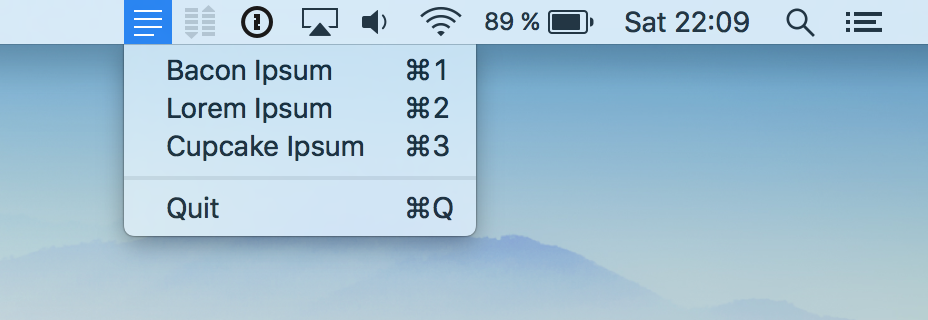 89 % Sat 22:09
Bacon Ipsum ⌘1
Lorem Ipsum ⌘2
Cupcake Ipsum ⌘3
Quit ⌘Q